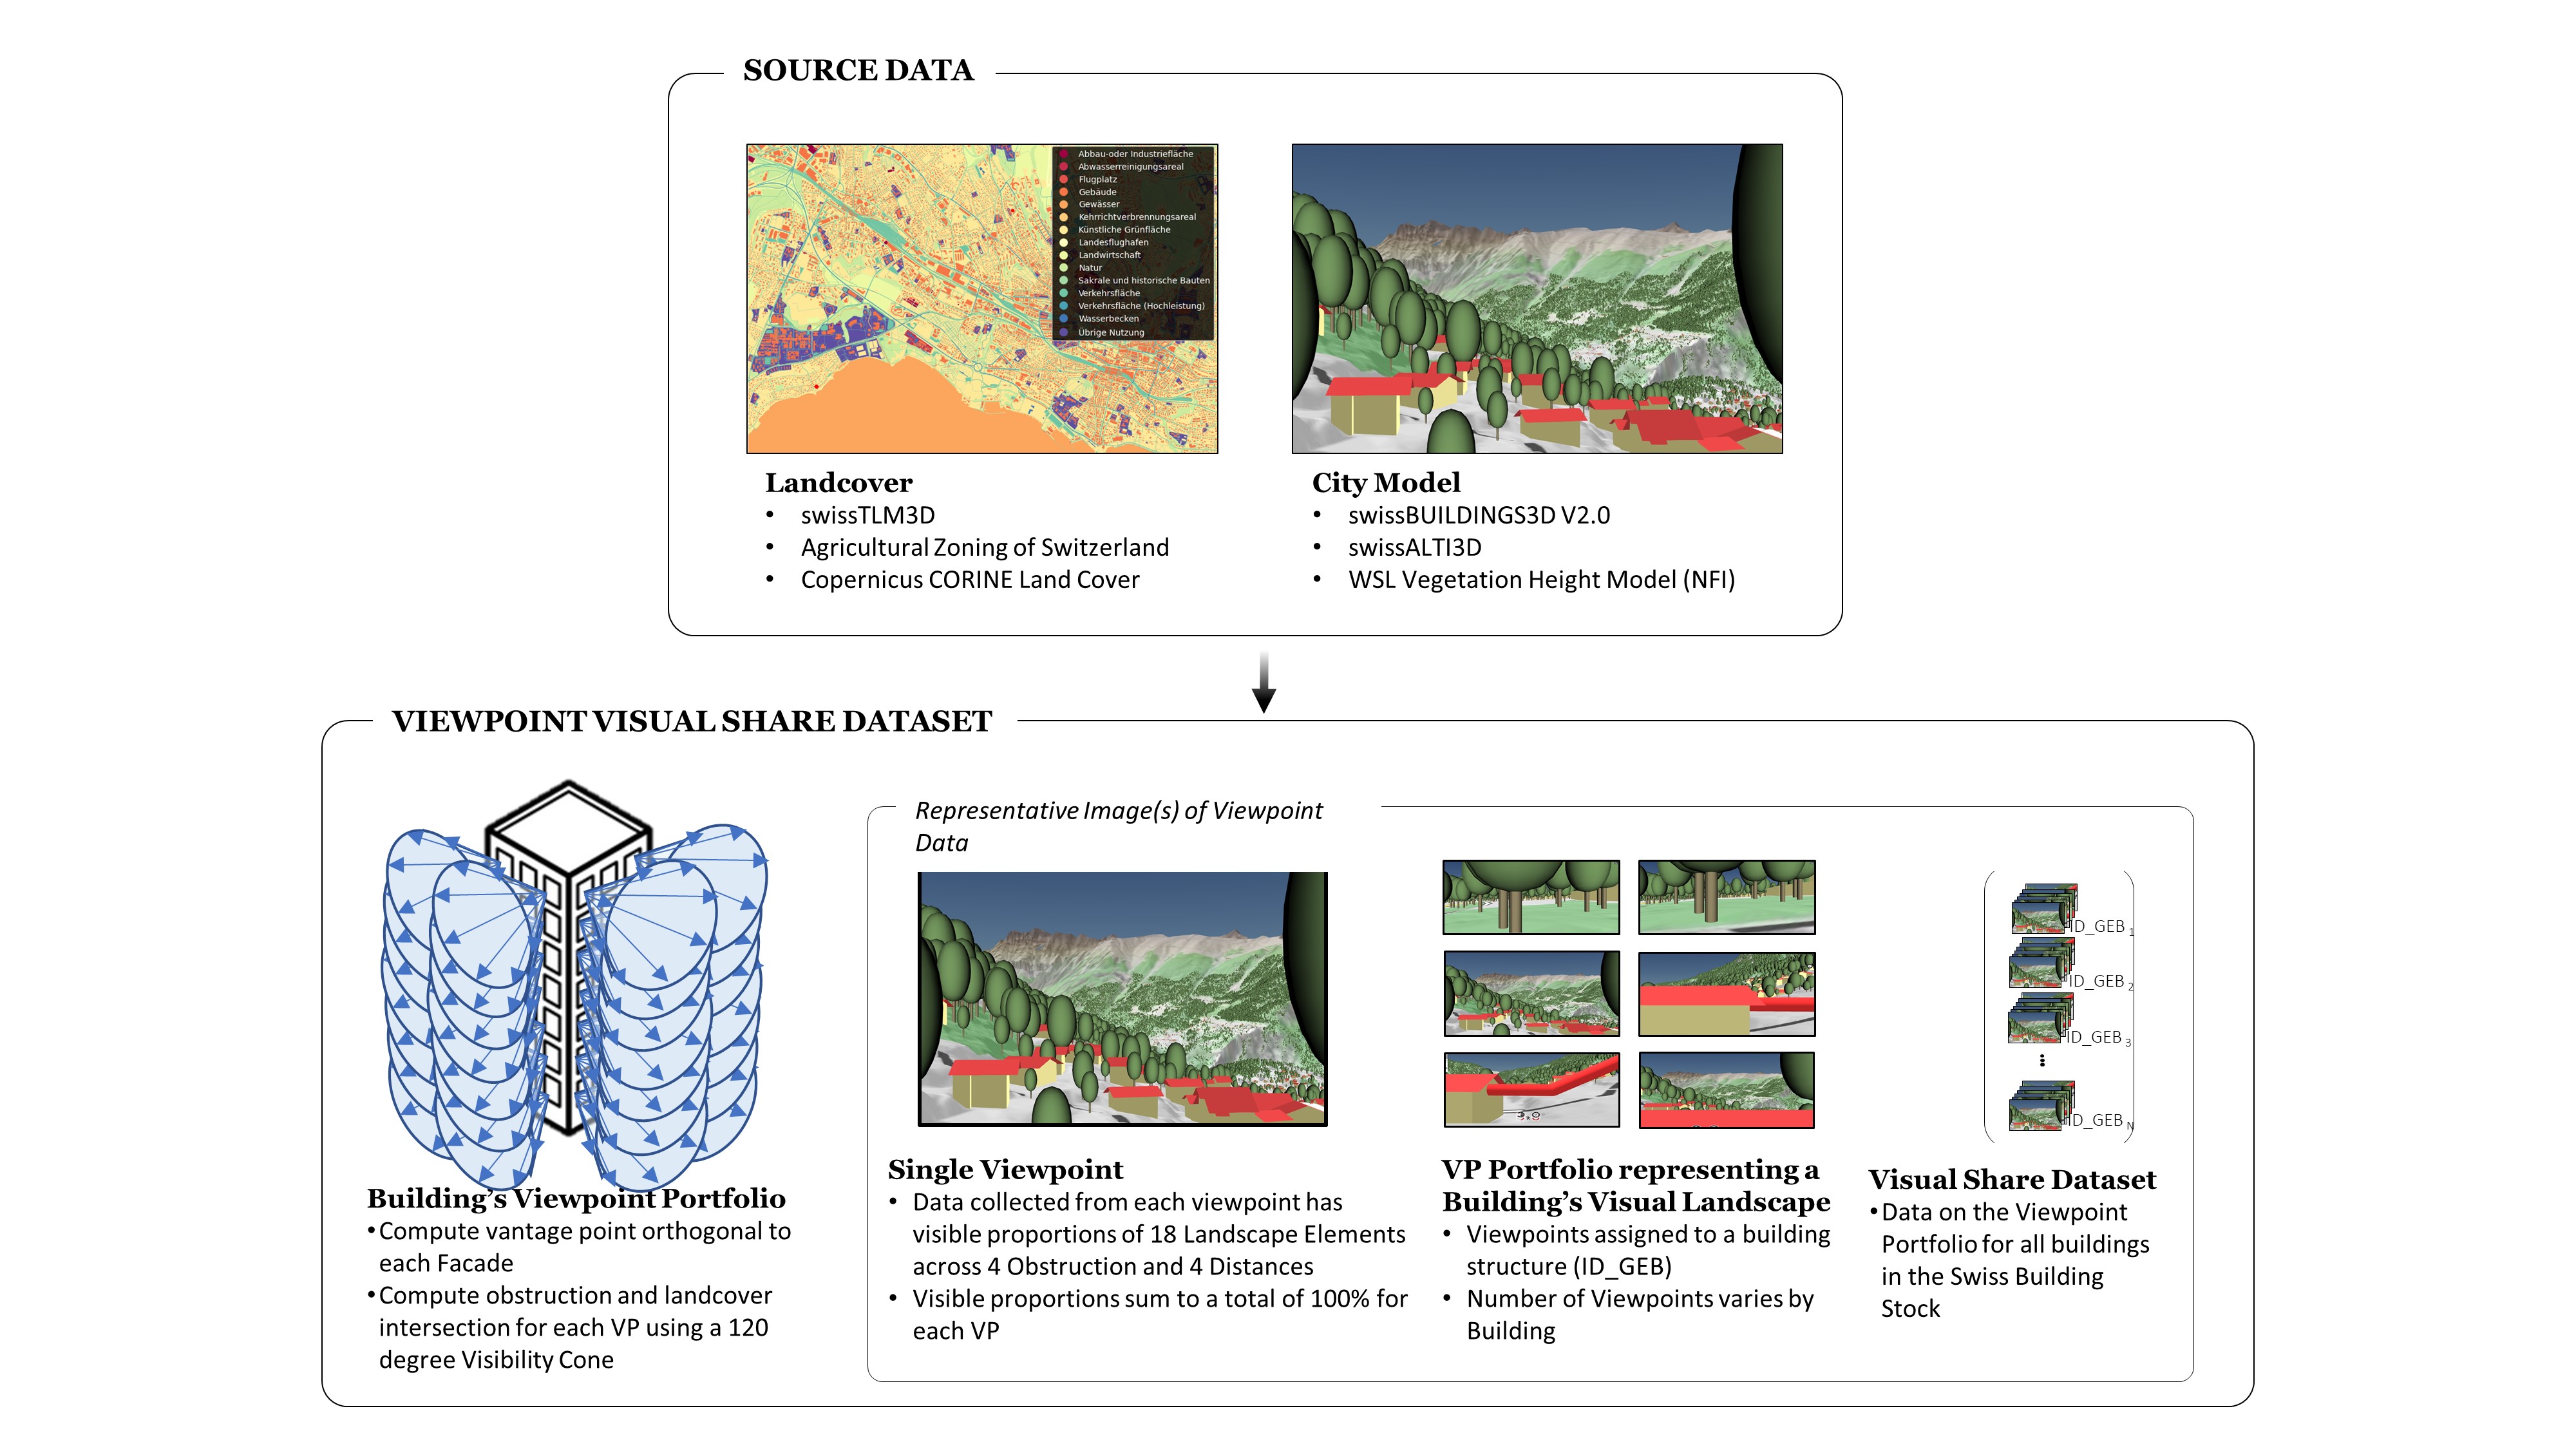 SOURCE DATA
Abbau-oder Industriefläche
Abwasserreinigungsareal
Flugplatz
Gebäude
Gewässer
Kehrrichtverbrennungsareal
Künstliche Grünfläche
Landesflughafen
Landwirtschaft
Natur
Sakrale und historische Bauten
Verkehrsfläche
Verkehrsfläche (Hochleistung)
Wasserbecken
Übrige Nutzung
Landcover
• swissTLM3D
• Agricultural Zoning of Switzerland
• Copernicus CORINE Land Cover
City Model
• swissBUILDINGS3D V2.0
• swissALTI3D
• WSL Vegetation Height Model (NFI)
VIEWPOINT VISUAL SHARE DATASET
Building’s Viewpoint Portfolio
•Compute vantage point orthogonal to
each Facade
•Compute obstruction and landcover
intersection for each VP using a 120
degree Visibility Cone
Representative Image(s) of Viewpoint
Data
Single Viewpoint
• Data collected from each viewpoint has
visible proportions of 18 Landscape Elements
across 4 Obstruction and 4 Distances
• Visible proportions sum to a total of 100% for
each VP
VP Portfolio representing a
Building’s Visual Landscape
• Viewpoints assigned to a building
structure (ID_GEB)
• Number of Viewpoints varies by
Building
ID_GEB 1
ID_GEB 2
ID_GEB 3
ID_GEB N
Visual Share Dataset
•Data on the Viewpoint
Portfolio for all buildings
in the Swiss Building
Stock